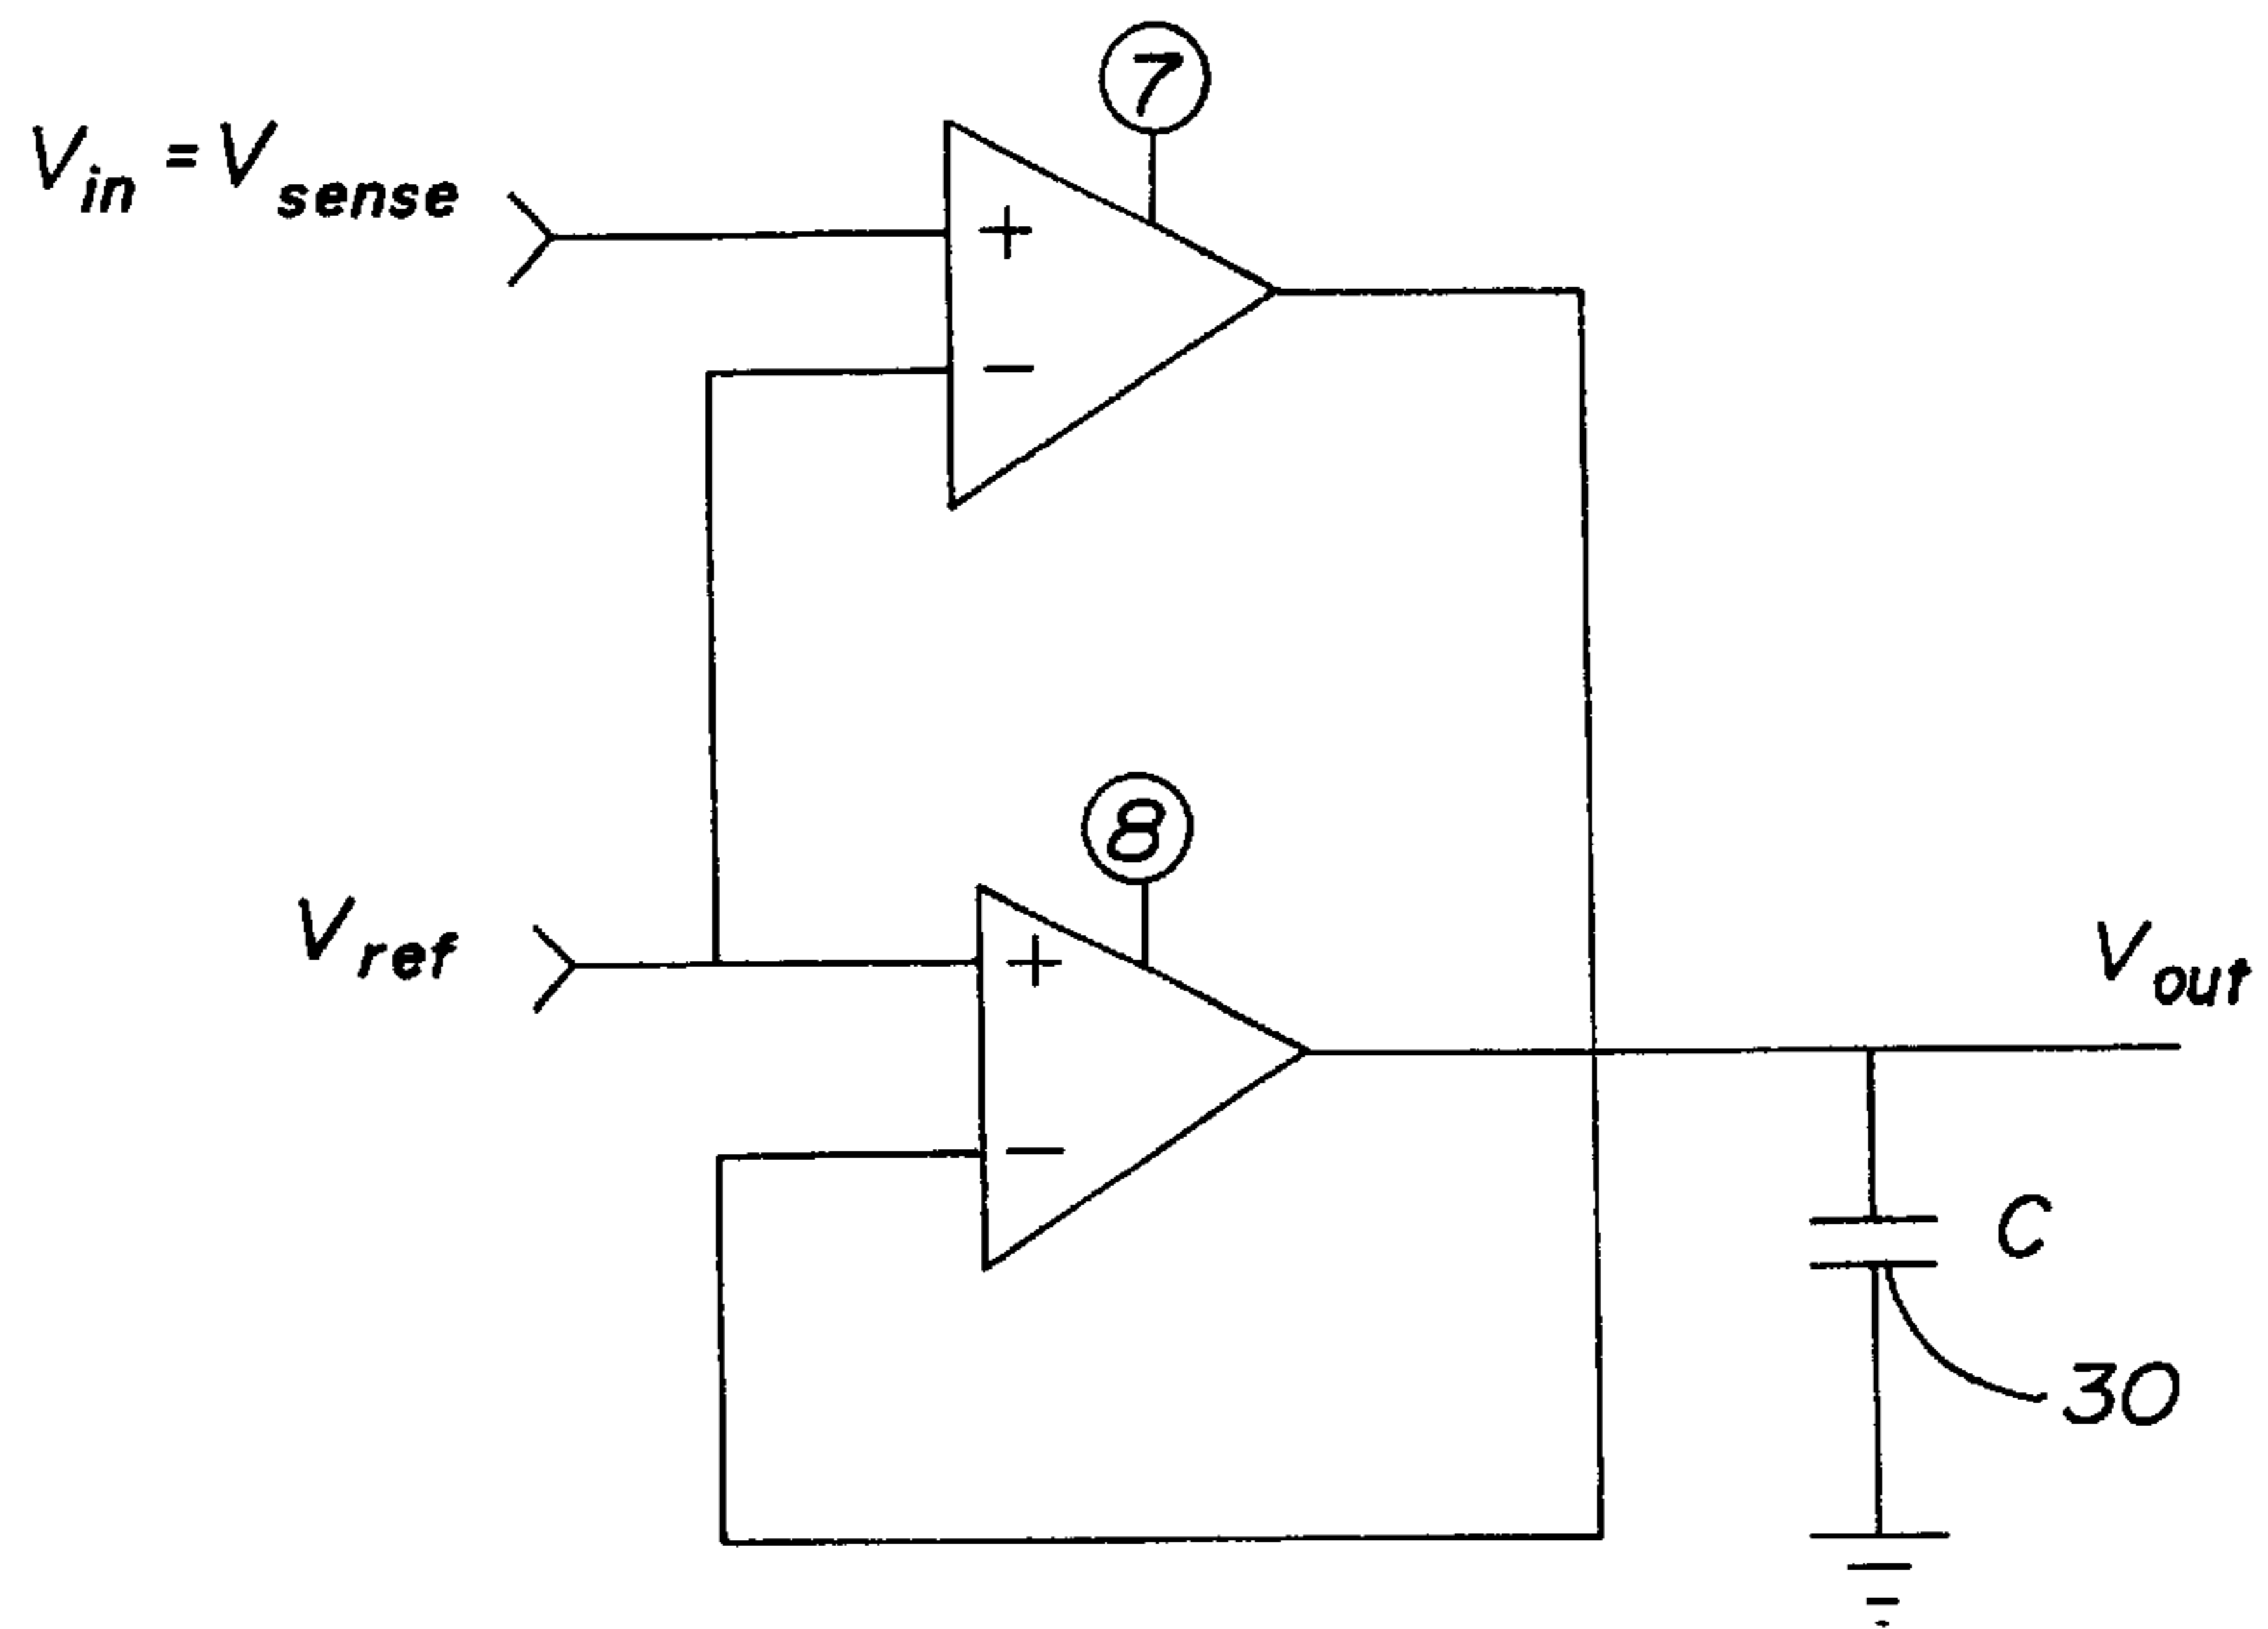 7
V_in = V_sense
+
−
8
V_ref
+
−
V_out
C
30